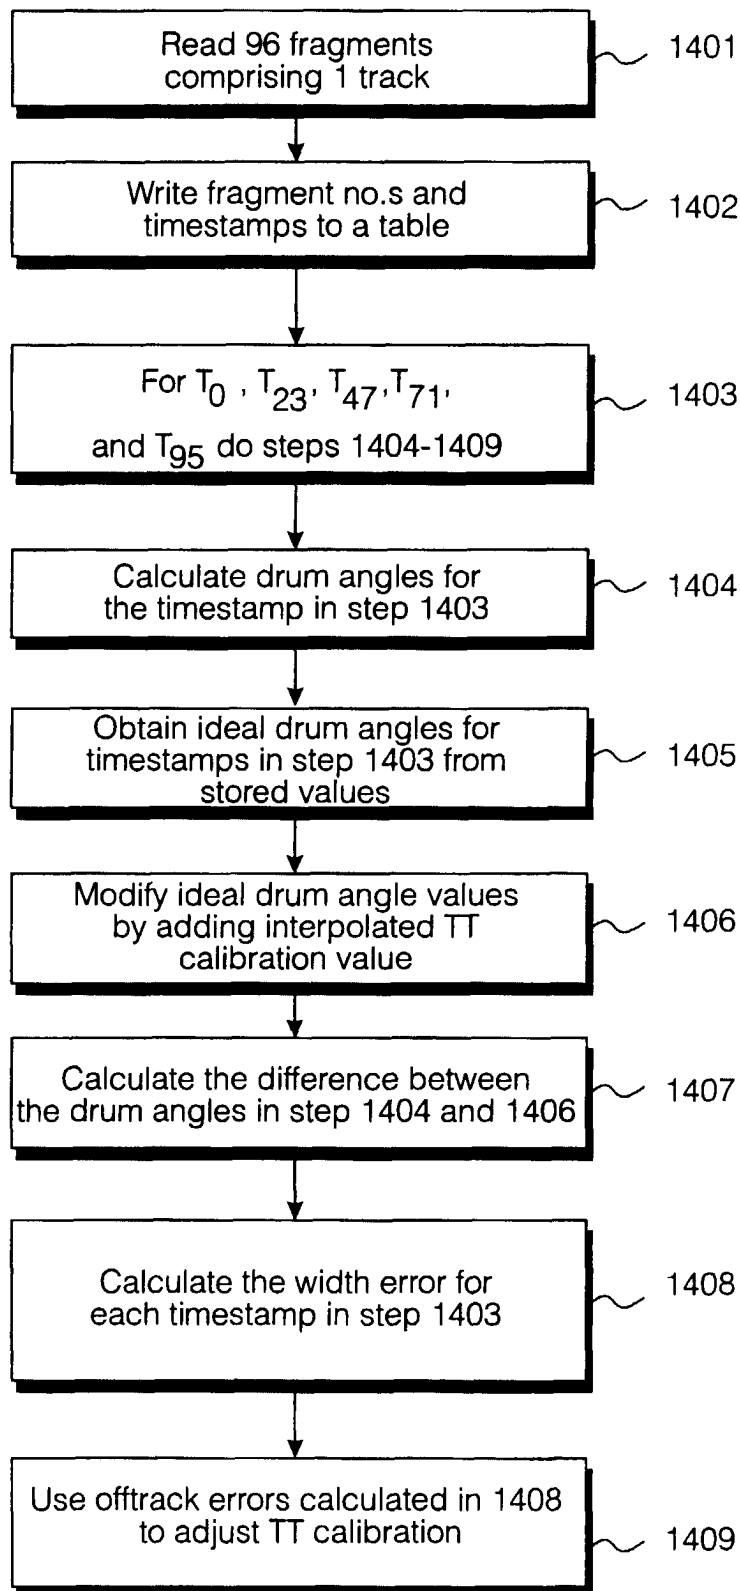 Read 96 fragments
comprising 1 track
1401
Write fragment no.s and
timestamps to a table
1402
For T0 , T23, T47,T71,
and T95 do steps 1404-1409
1403
Calculate drum angles for
the timestamp in step 1403
1404
Obtain ideal drum angles for
timestamps in step 1403 from
stored values
1405
Modify ideal drum angle values
by adding interpolated TT
calibration value
1406
Calculate the difference between
the drum angles in step 1404 and 1406
1407
Calculate the width error for
each timestamp in step 1403
1408
Use offtrack errors calculated in 1408
to adjust TT calibration
1409